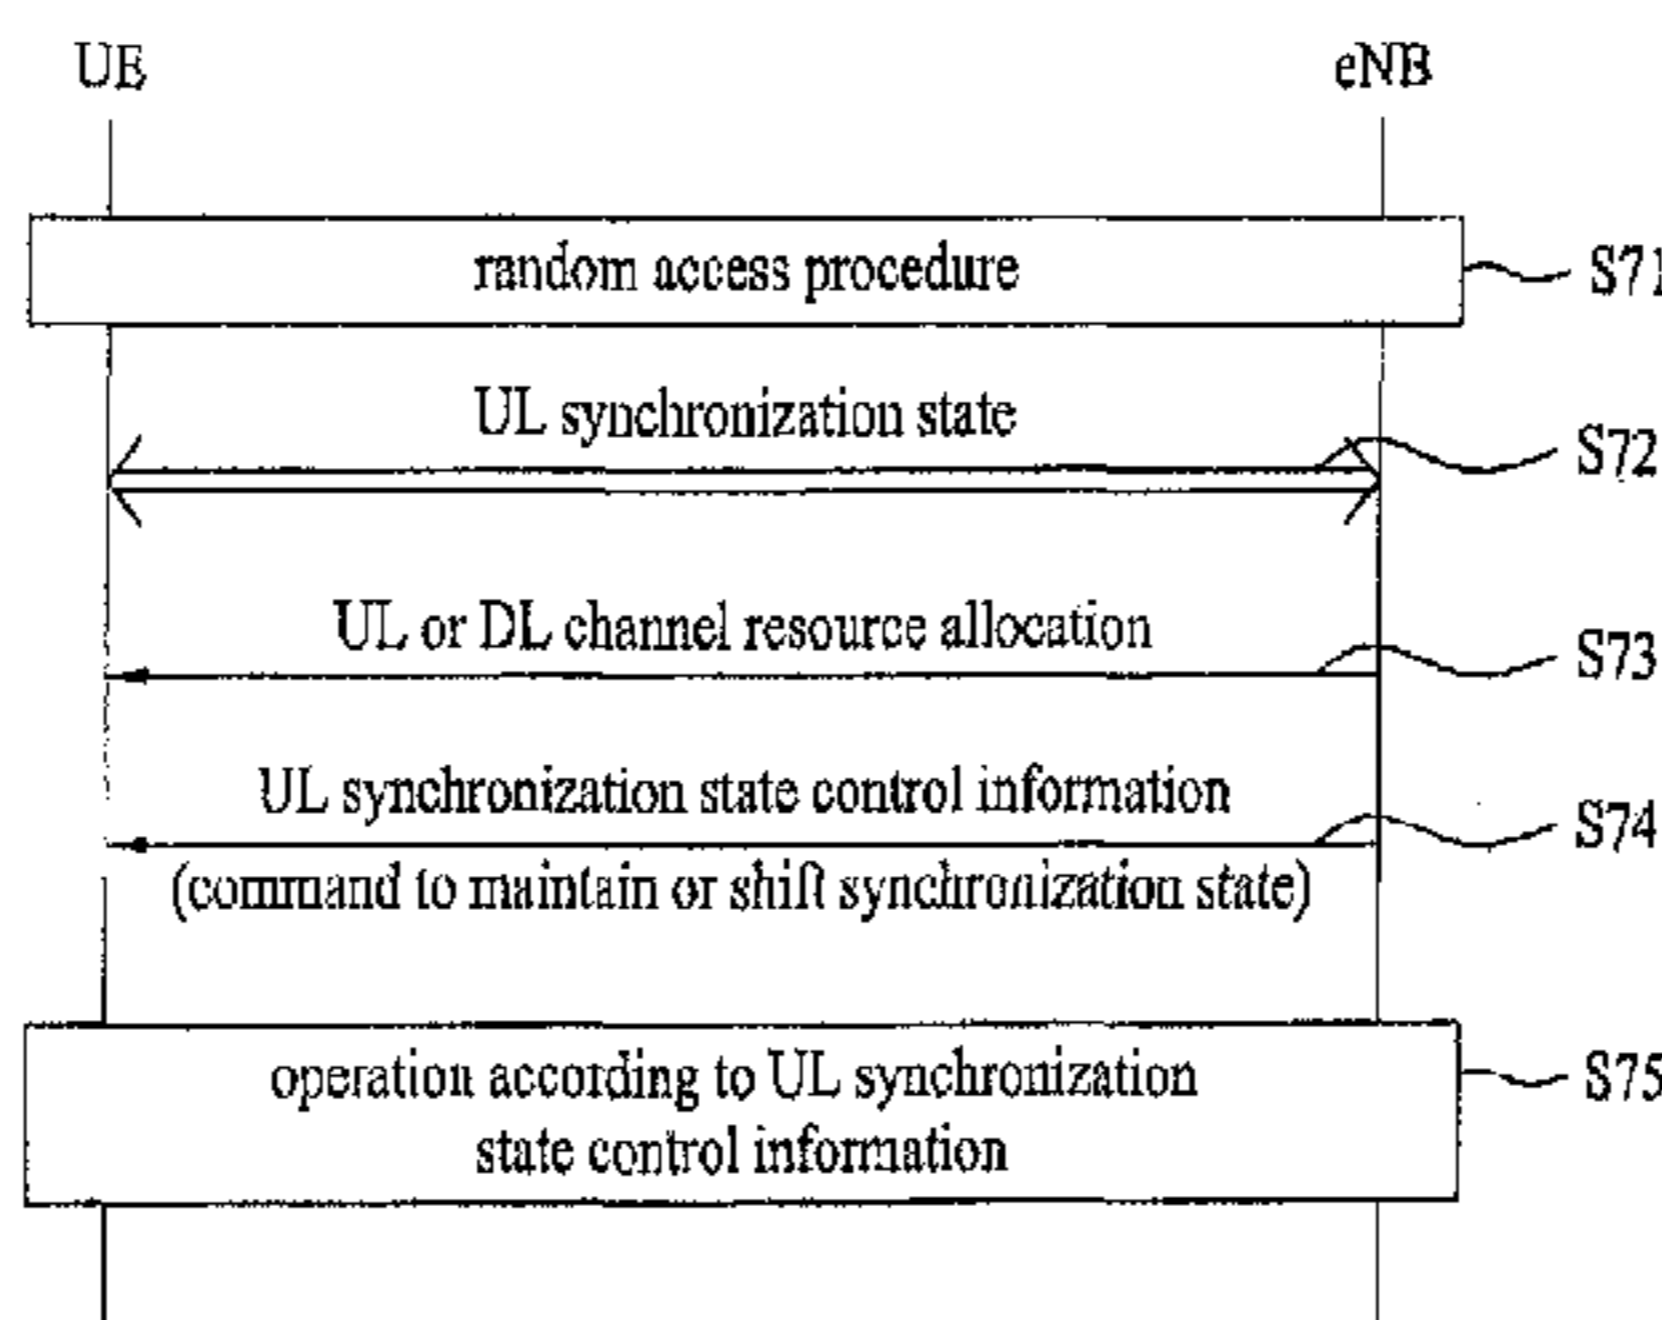 UE
eNB
random access procedure
S71
UL synchronization state
S72
UL or DL channel resource allocation
S73
UL synchronization state control information
S74
(command to maintain or shift synchronization state)
operation according to UL synchronization
S75
state control information